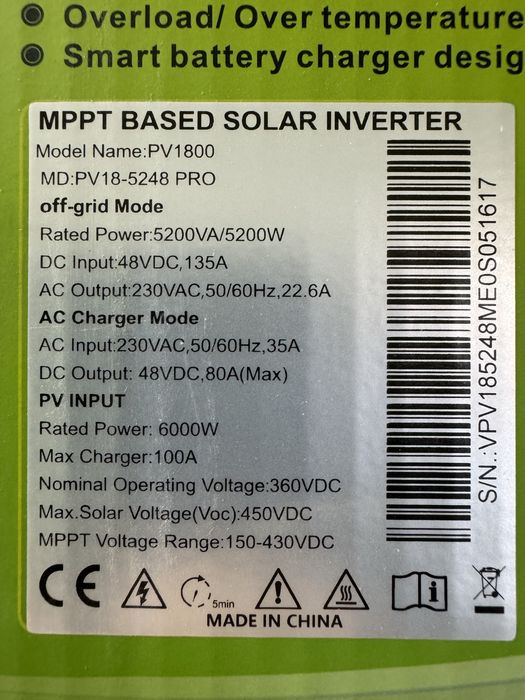 Overload/ Over temperature
Smart battery charger desig
MPPT BASED SOLAR INVERTER
Model Name:PV1800
MD:PV18-5248 PRO
off-grid Mode
Rated Power:5200VA/5200W
DC Input:48VDC,135A
AC Output:230VAC,50/60Hz,22.6A
AC Charger Mode
AC Input:230VAC,50/60Hz,35A
DC Output: 48VDC,80A(Max)
PV INPUT
Rated Power: 6000W
Max Charger:100A
Nominal Operating Voltage:360VDC
Max.Solar Voltage(Voc):450VDC
MPPT Voltage Range:150-430VDC
S/N.:VPV185248ME0S051617
CE
5min
MADE IN CHINA